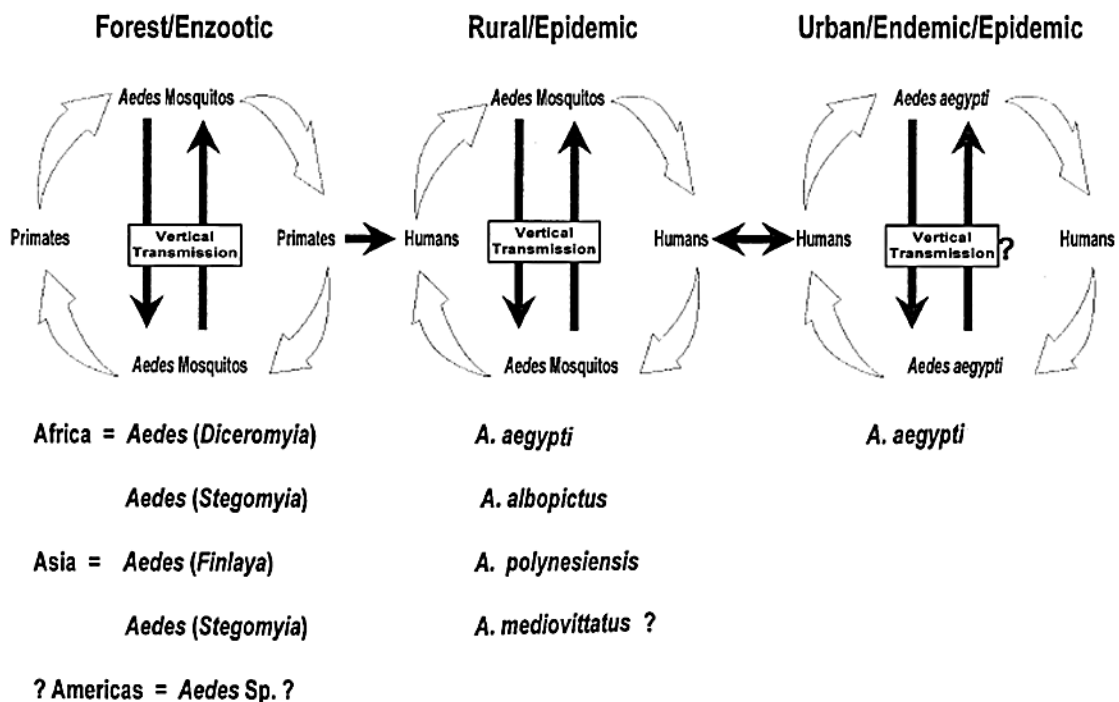 Forest/Enzootic
Rural/Epidemic
Urban/Endemic/Epidemic
Aedes Mosquitos
Aedes Mosquitos
Aedes aegypti
Primates
Vertical
Transmission
Primates
Humans
Vertical
Transmission
Humans
Humans
Vertical
Transmission ?
Humans
Aedes Mosquitos
Aedes Mosquitos
Aedes aegypti
Africa = Aedes (Diceromyia)
A. aegypti
A. aegypti
Aedes (Stegomyia)
A. albopictus
Asia = Aedes (Finlaya)
A. polynesiensis
Aedes (Stegomyia)
A. mediovittatus ?
? Americas = Aedes Sp. ?